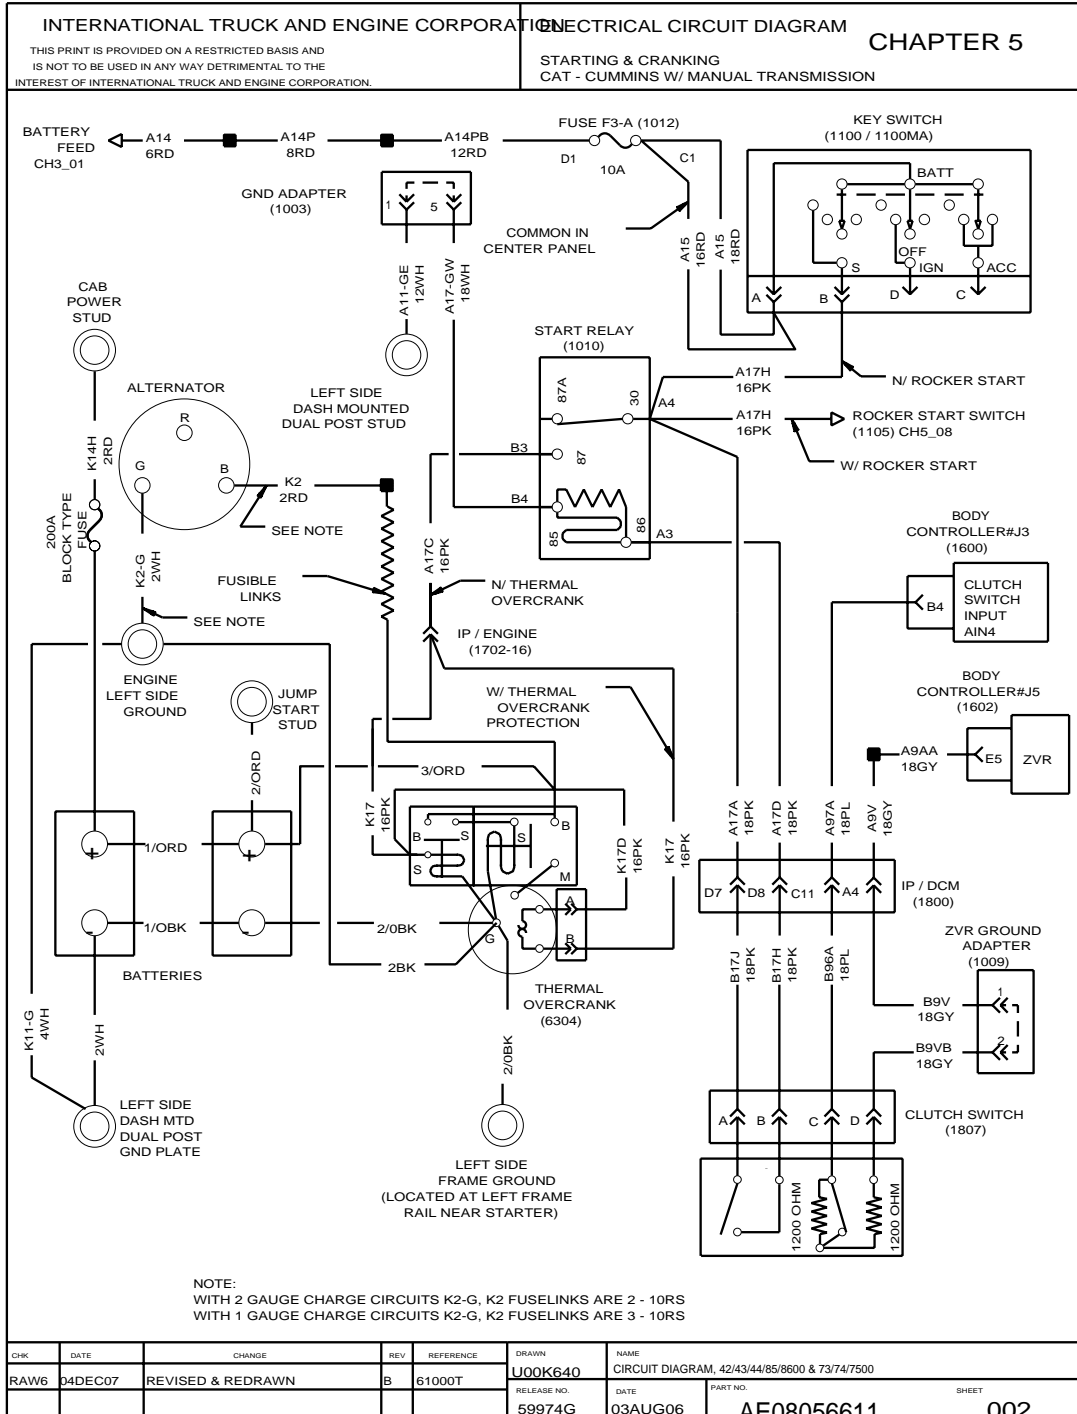 INTERNATIONAL TRUCK AND ENGINE CORPORATION
THIS PRINT IS PROVIDED ON A RESTRICTED BASIS AND
IS NOT TO BE USED IN ANY WAY DETRIMENTAL TO THE
INTEREST OF INTERNATIONAL TRUCK AND ENGINE CORPORATION.
ELECTRICAL CIRCUIT DIAGRAM
CHAPTER 5
STARTING & CRANKING
CAT - CUMMINS W/ MANUAL TRANSMISSION
BATTERY
FEED
CH3_01
A14
6RD
A14P
8RD
A14PB
12RD
FUSE F3-A (1012)
D1
10A
C1
KEY SWITCH
(1100 / 1100MA)
BATT
OFF
S
IGN
ACC
A
B
D
C
GND ADAPTER
(1003)
1
5
COMMON IN
CENTER PANEL
A15
16RD
A15
18RD
A11-GE
12WH
A17-GW
18WH
CAB
POWER
STUD
LEFT SIDE
DASH MOUNTED
DUAL POST STUD
START RELAY
(1010)
87A
30
A4
87
B3
B4
85
86
A3
A17H
16PK
N/ ROCKER START
A17H
16PK
ROCKER START SWITCH
(1105) CH5_08
W/ ROCKER START
ALTERNATOR
R
G
B
K14H
2RD
200A
BLOCK TYPE
FUSE
K2
2RD
SEE NOTE
K2-G
2WH
SEE NOTE
FUSIBLE
LINKS
A17C
16PK
N/ THERMAL
OVERCRANK
IP / ENGINE
(1702-16)
BODY
CONTROLLER#J3
(1600)
B4
CLUTCH
SWITCH
INPUT
AIN4
BODY
CONTROLLER#J5
(1602)
E5
ZVR
A9AA
18GY
ENGINE
LEFT SIDE
GROUND
JUMP
START
STUD
W/ THERMAL
OVERCRANK
PROTECTION
2/ORD
3/ORD
K17
16PK
K17D
16PK
K17
16PK
B
S
S
S
B
M
G
A
B
A17A
18PK
A17D
18PK
A97A
18PL
A9V
18GY
1/ORD
1/OBK
+
+
-
-
BATTERIES
2/0BK
2BK
THERMAL
OVERCRANK
(6304)
D7
D8
C11
A4
IP / DCM
(1800)
B17J
18PK
B17H
18PK
B96A
18PL
ZVR GROUND
ADAPTER
(1009)
1
2
B9V
18GY
B9VB
18GY
K11-G
4WH
2WH
2/0BK
LEFT SIDE
DASH MTD
DUAL POST
GND PLATE
LEFT SIDE
FRAME GROUND
(LOCATED AT LEFT FRAME
RAIL NEAR STARTER)
A
B
C
D
CLUTCH SWITCH
(1807)
1200 OHM
1200 OHM
NOTE:
WITH 2 GAUGE CHARGE CIRCUITS K2-G, K2 FUSELINKS ARE 2 - 10RS
WITH 1 GAUGE CHARGE CIRCUITS K2-G, K2 FUSELINKS ARE 3 - 10RS
CHK DATE CHANGE REV REFERENCE
RAW6 04DEC07 REVISED & REDRAWN B 61000T
DRAWN
U00K640
NAME
CIRCUIT DIAGRAM, 42/43/44/85/8600 & 73/74/7500
RELEASE NO.
59974G
DATE
03AUG06
PART NO.
AE08056611
SHEET
002